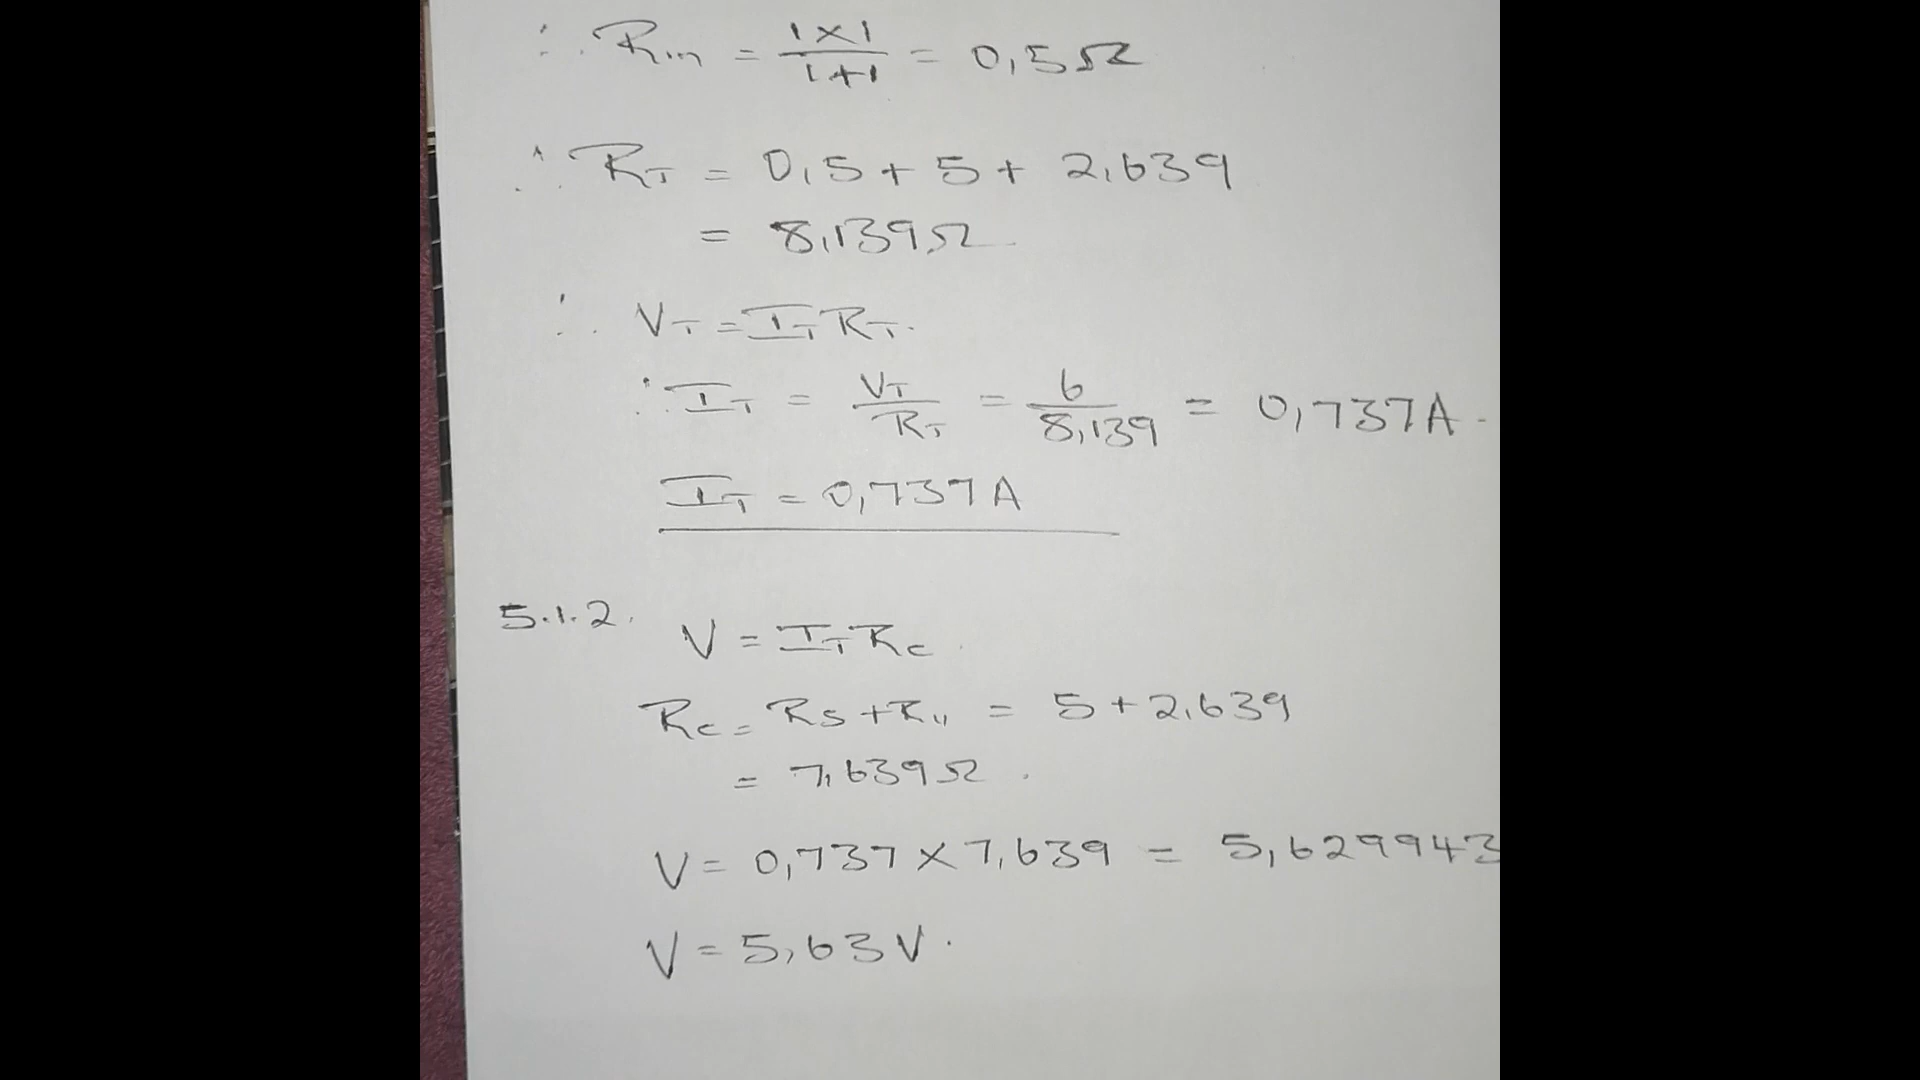 ∴ Rin = 1×1/1+1 = 0,5Ω
∴ RT = 0,5 + 5 + 2,639
= 8,139Ω
∴ VT = IT RT.
∴ IT = VT/RT = 6/8,139 = 0,737A.
IT = 0,737A
5.1.2. V = IT Rc.
Rc = Rs + R11 = 5 + 2,639
= 7,639Ω.
V = 0,737 × 7,639 = 5,629943
V = 5,63V.